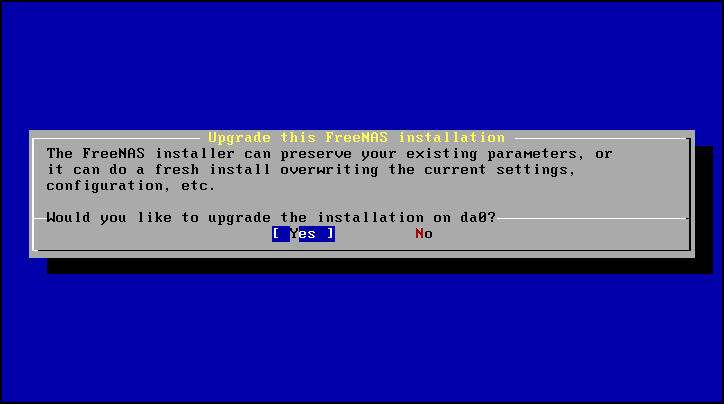 Upgrade this FreeNAS installation
The FreeNAS installer can preserve your existing parameters, or
it can do a fresh install overwriting the current settings,
configuration, etc.
Would you like to upgrade the installation on da0?
[ Yes ] No